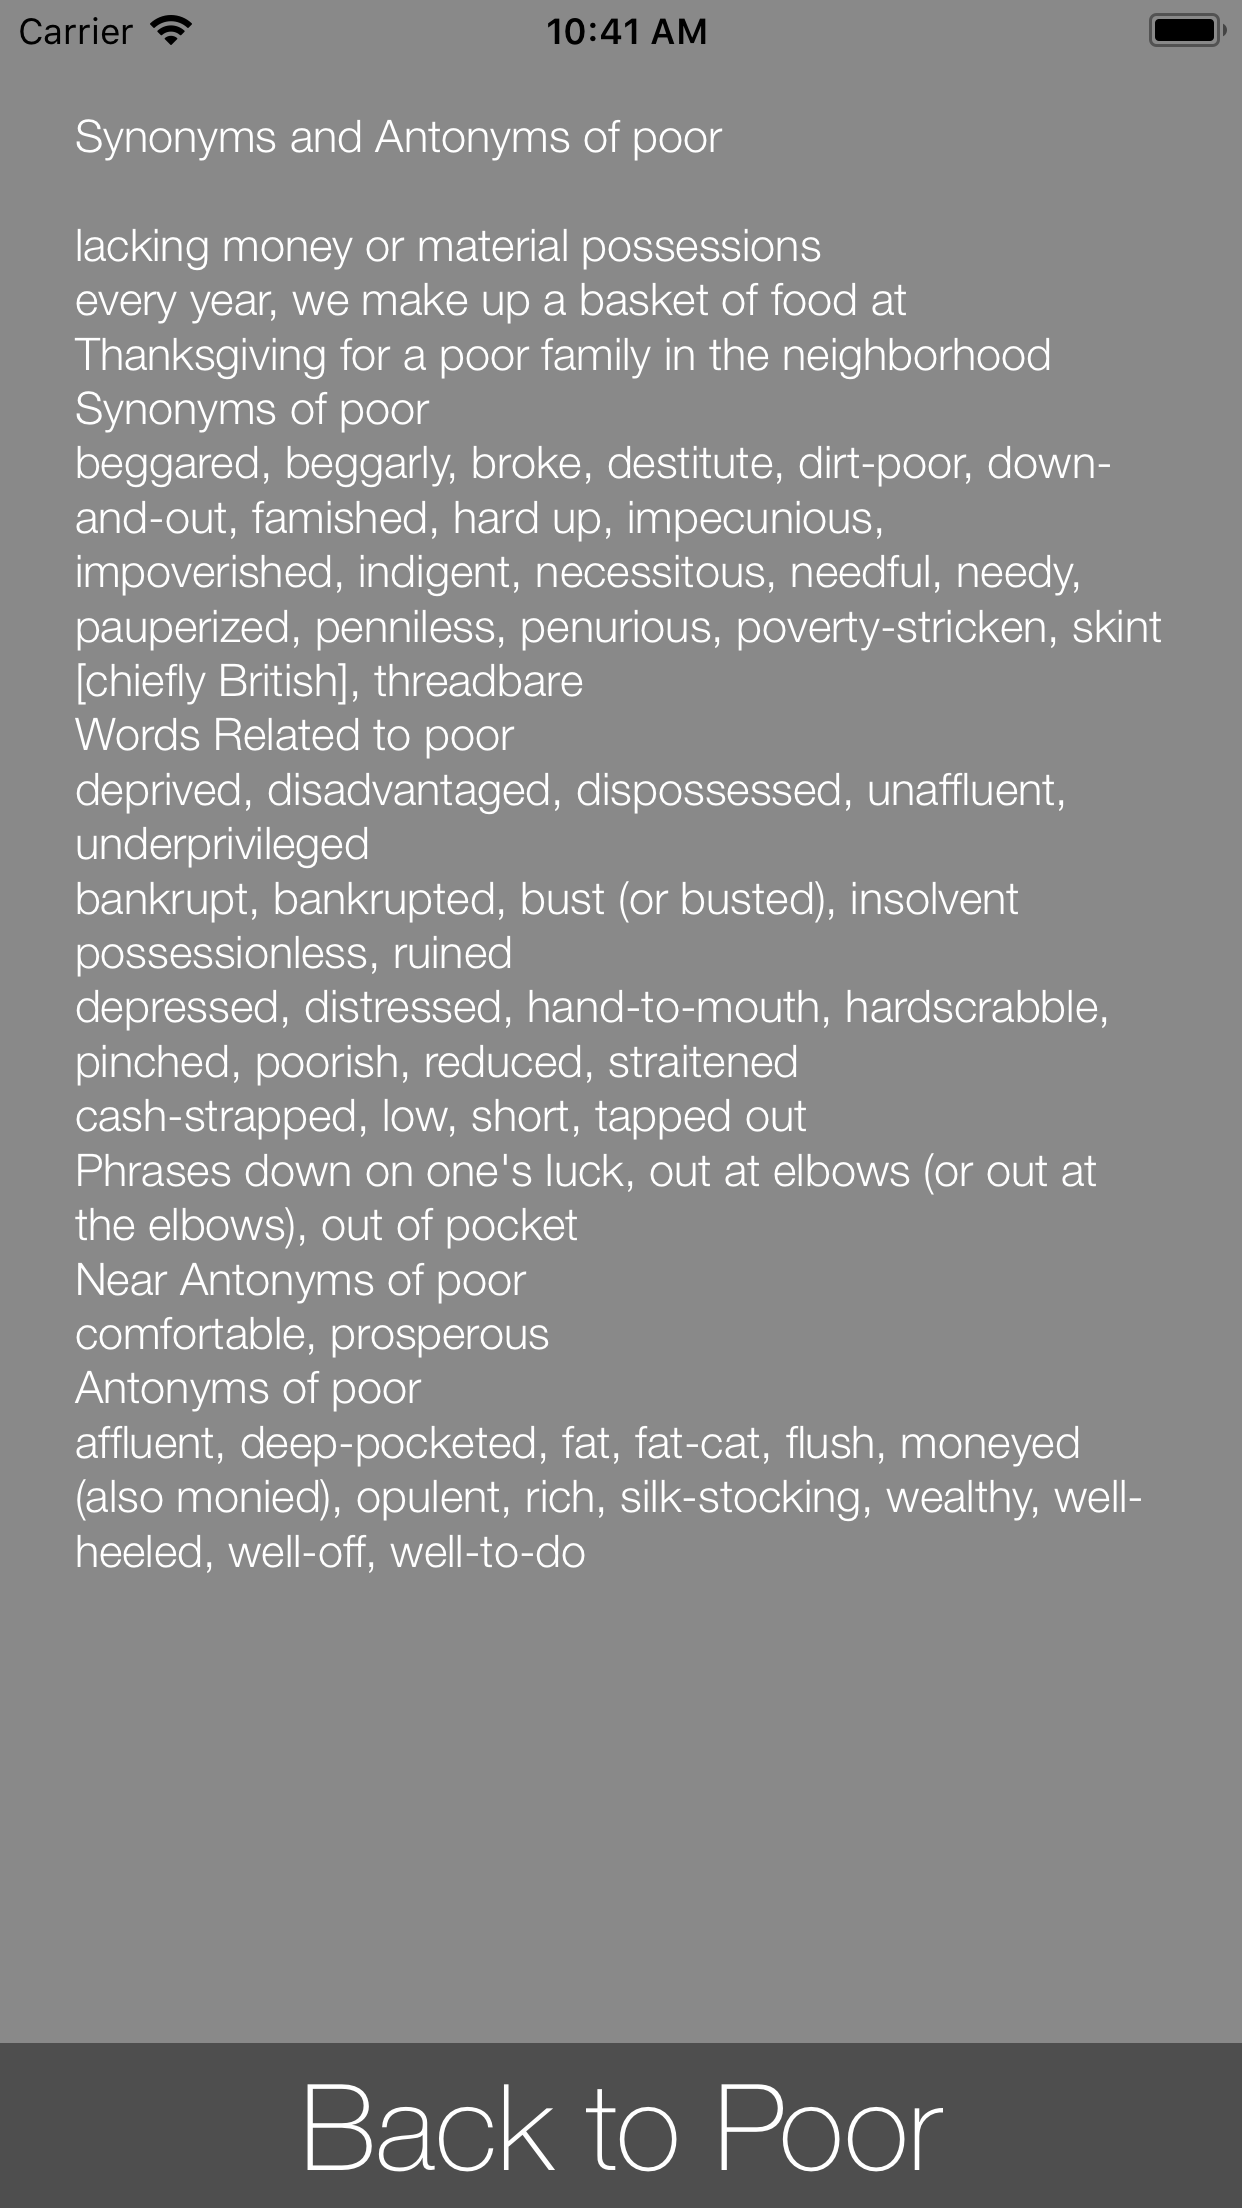 Carrier
10:41 AM
Synonyms and Antonyms of poor
lacking money or material possessions
every year, we make up a basket of food at
Thanksgiving for a poor family in the neighborhood
Synonyms of poor
beggared, beggarly, broke, destitute, dirt-poor, down-
and-out, famished, hard up, impecunious,
impoverished, indigent, necessitous, needful, needy,
pauperized, penniless, penurious, poverty-stricken, skint
[chiefly British], threadbare
Words Related to poor
deprived, disadvantaged, dispossessed, unaffluent,
underprivileged
bankrupt, bankrupted, bust (or busted), insolvent
possessionless, ruined
depressed, distressed, hand-to-mouth, hardscrabble,
pinched, poorish, reduced, straitened
cash-strapped, low, short, tapped out
Phrases down on one's luck, out at elbows (or out at
the elbows), out of pocket
Near Antonyms of poor
comfortable, prosperous
Antonyms of poor
affluent, deep-pocketed, fat, fat-cat, flush, moneyed
(also monied), opulent, rich, silk-stocking, wealthy, well-
heeled, well-off, well-to-do
Back to Poor